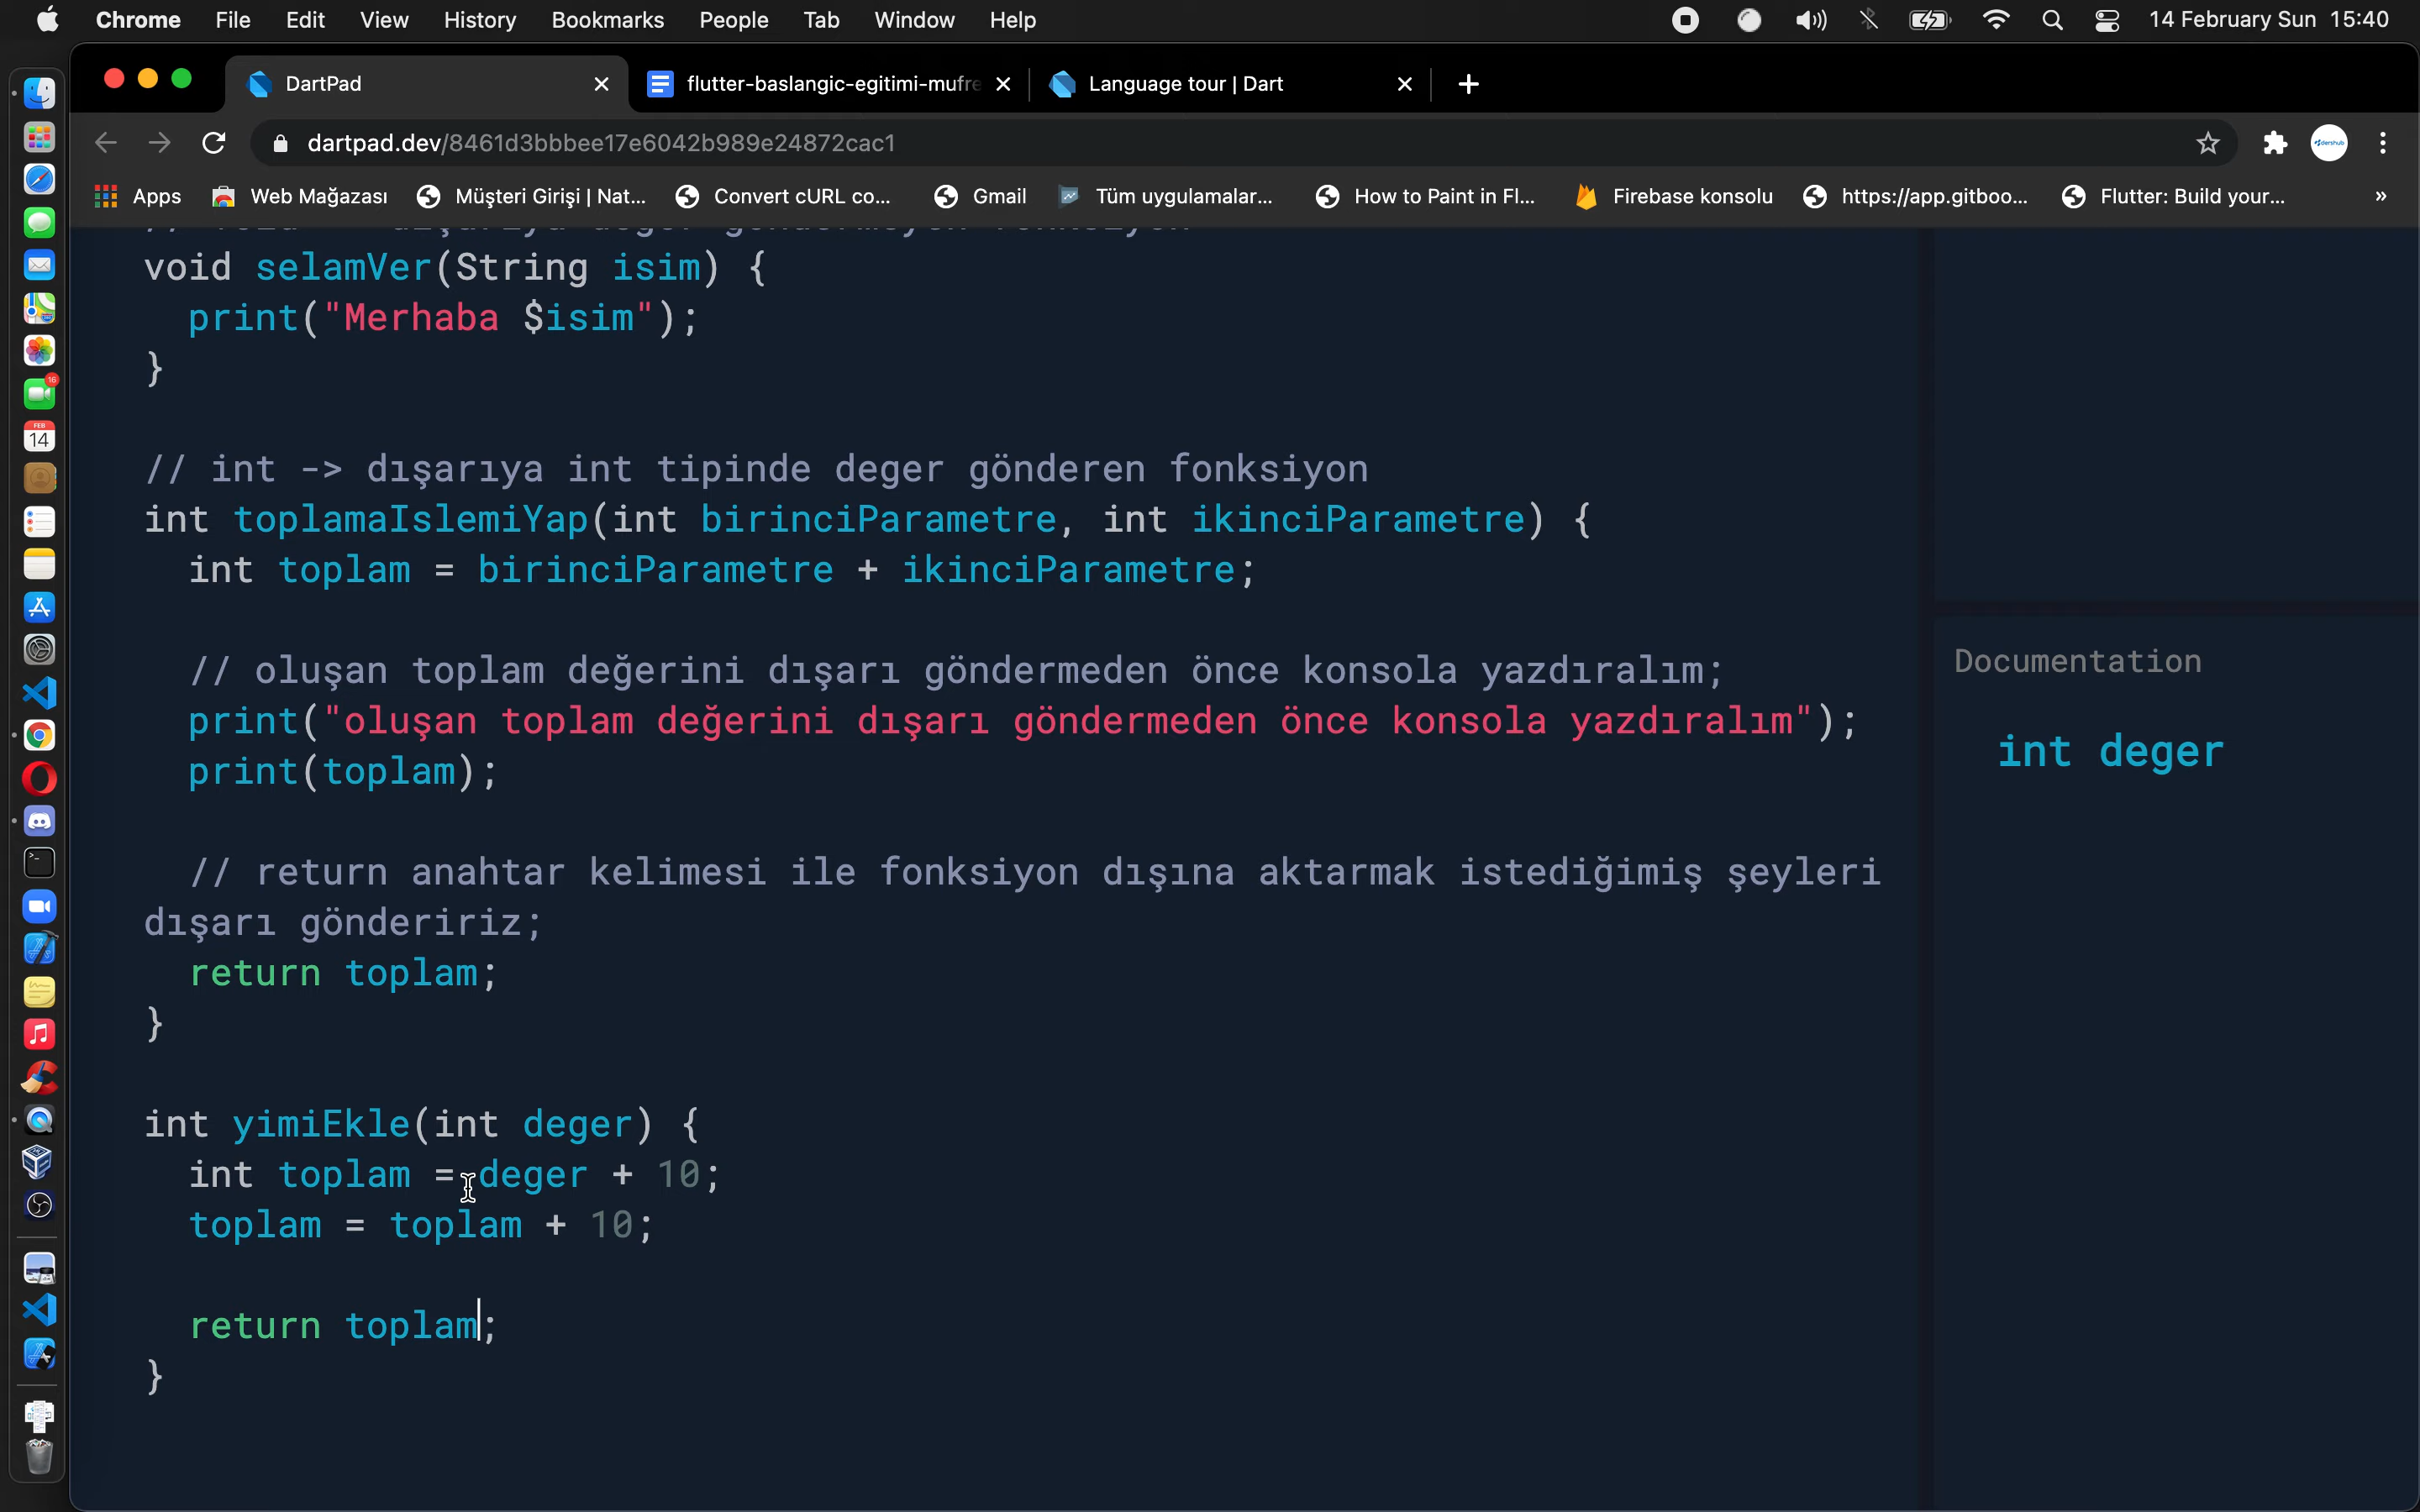 Chrome File Edit View History Bookmarks People Tab Window Help 14 February Sun 15:40
DartPad flutter-baslangic-egitimi-mufre Language tour | Dart
dartpad.dev/8461d3bbbee17e6042b989e24872cac1
Apps Web Mağazası Müşteri Girişi | Nat... Convert cURL co... Gmail Tüm uygulamalar... How to Paint in Fl... Firebase konsolu https://app.gitboo... Flutter: Build your... »
void selamVer(String isim) {
print("Merhaba $isim");
}
// int -> dışarıya int tipinde deger gönderen fonksiyon
int toplamaIslemiYap(int birinciParametre, int ikinciParametre) {
int toplam = birinciParametre + ikinciParametre;
// oluşan toplam değerini dışarı göndermeden önce konsola yazdıralım;
print("oluşan toplam değerini dışarı göndermeden önce konsola yazdıralım");
print(toplam);
// return anahtar kelimesi ile fonksiyon dışına aktarmak istediğimiş şeyleri
dışarı göndeririz;
return toplam;
}
int yimiEkle(int deger) {
int toplam = deger + 10;
toplam = toplam + 10;
return toplam;
}
Documentation
int deger
16
FEB
14